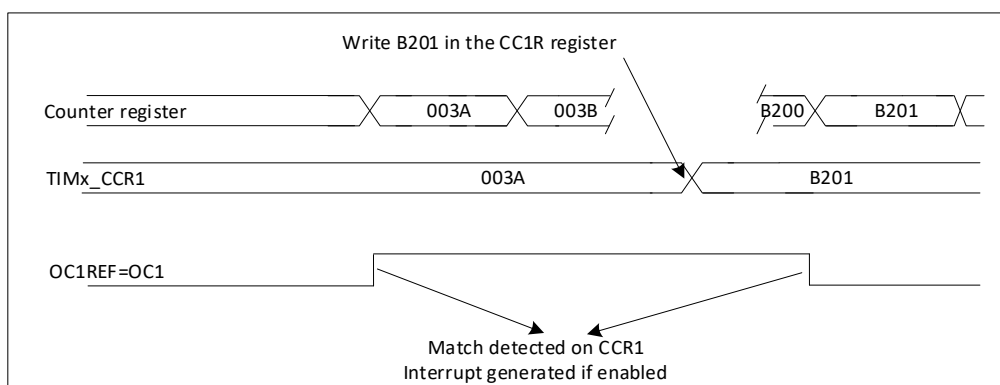 Write B201 in the CC1R register
Counter register 003A 003B B200 B201
TIMx_CCR1 003A B201
OC1REF=OC1
Match detected on CCR1
Interrupt generated if enabled